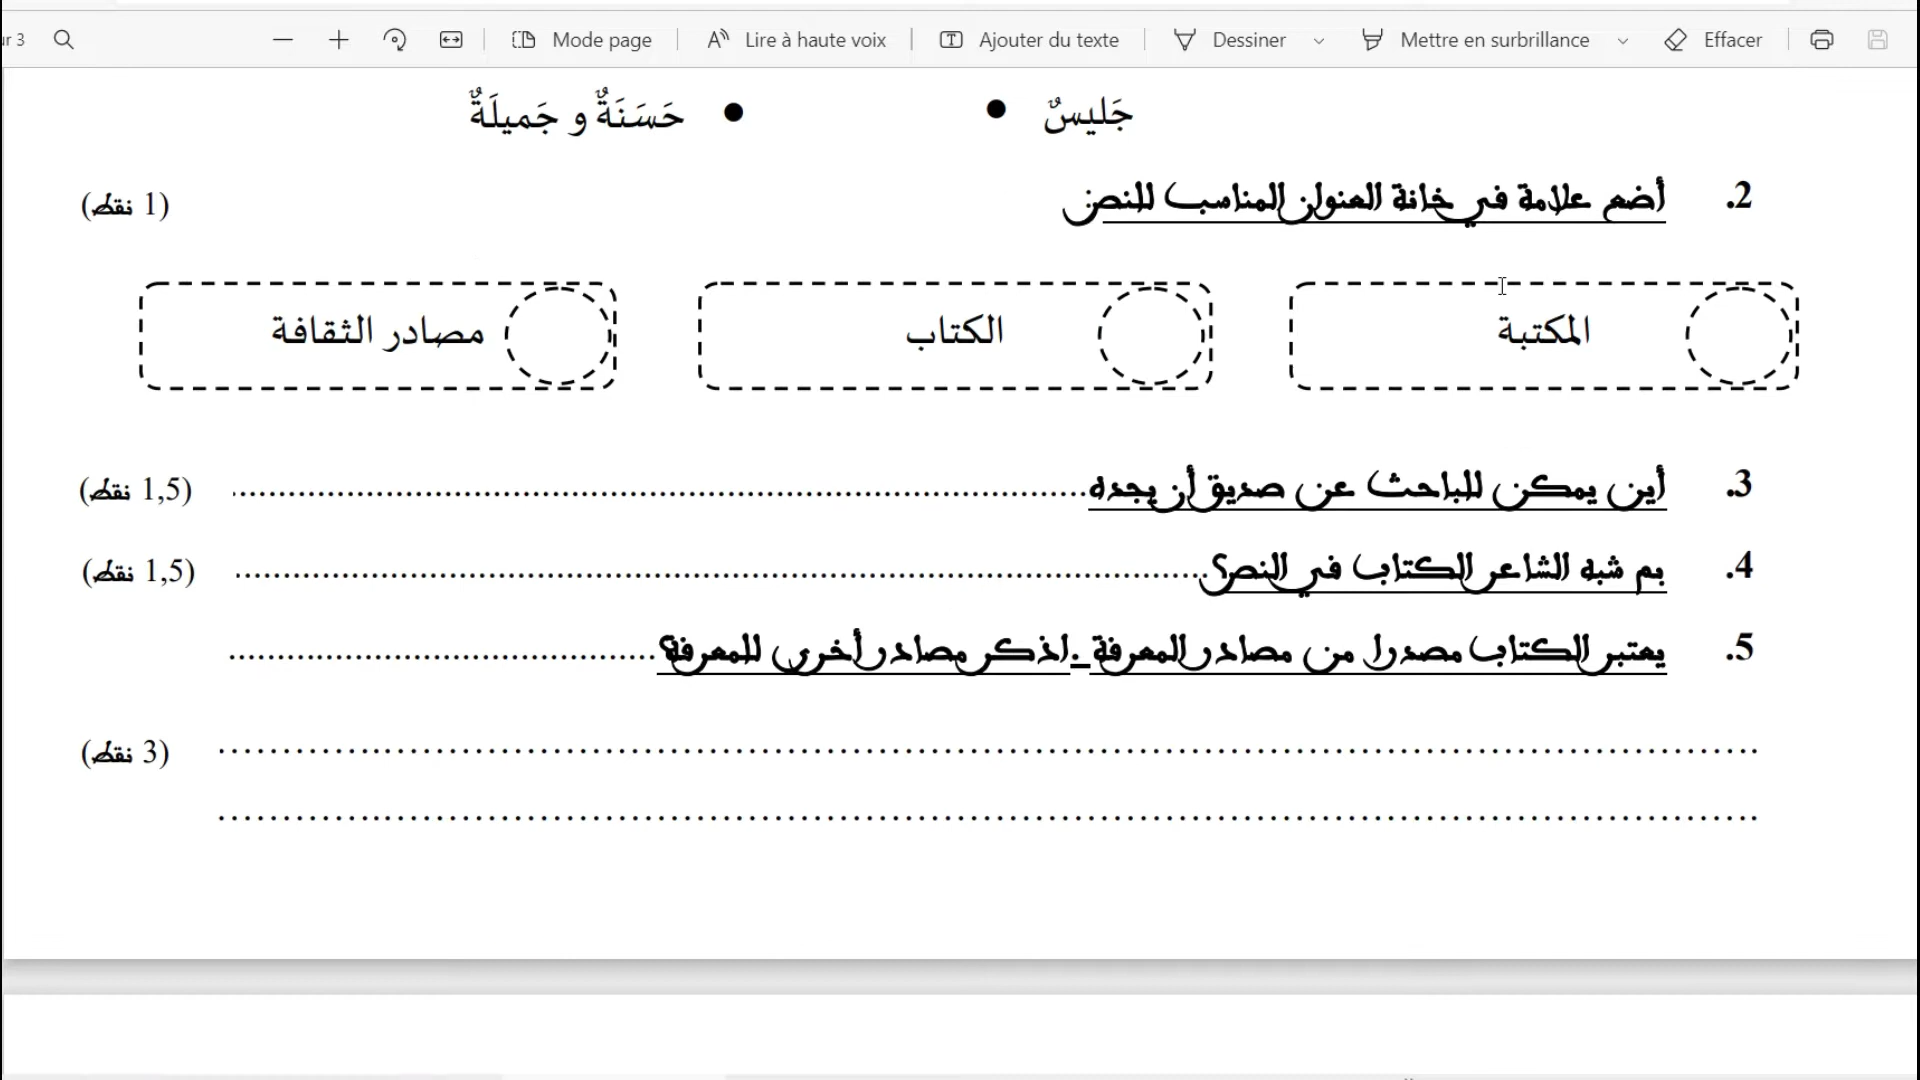 ur 3 Mode page Lire à haute voix Ajouter du texte Dessiner Mettre en surbrillance Effacer
جَليسٌ ● ● حَسَنَةٌ و جَميلَةٌ
2. أضع علامة في خانة العنوان المناسب للنص: (1 نقط)
المكتبة الكتاب مصادر الثقافة
3. أين يمكن للباحث عن صديق أن يجده........................ (1,5 نقط)
4. بم شبه الشاعر الكتاب في النص؟........................ (1,5 نقط)
5. يعتبر الكتاب مصدرا من مصادر المعرفة .اذكر مصادر أخرى للمعرفة؟........................
........................ (3 نقط)
........................